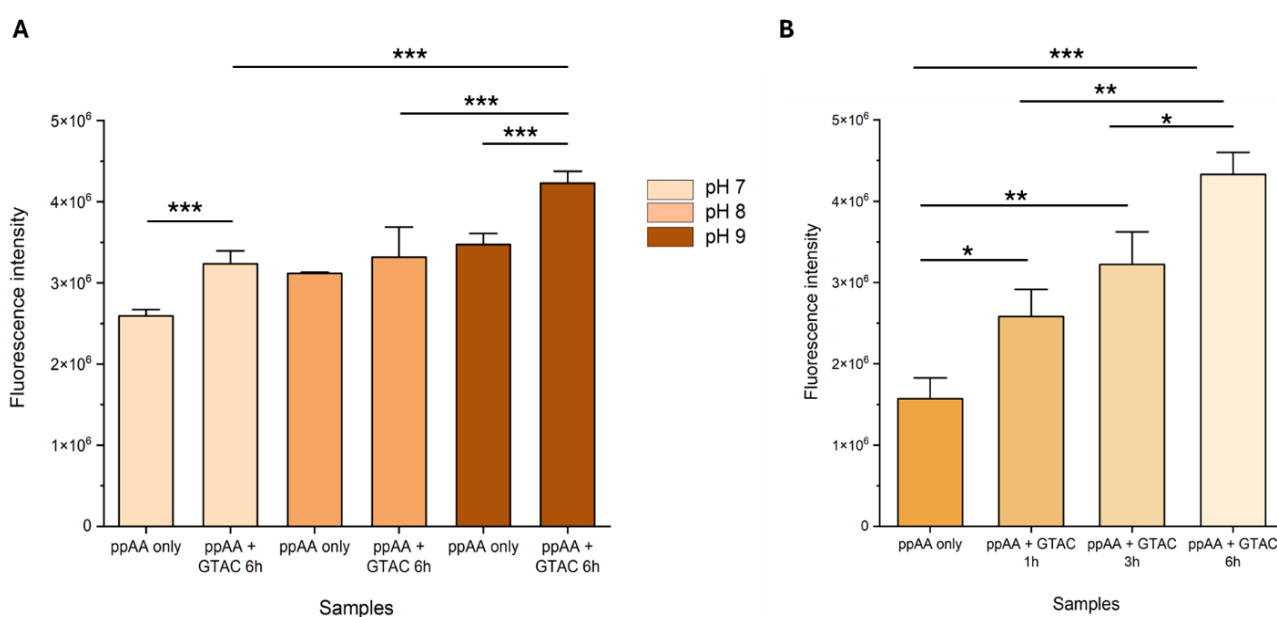 A
***
***
***
***
5×10⁶
4×10⁶
3×10⁶
2×10⁶
1×10⁶
0
Fluorescence intensity
ppAA only
ppAA +
GTAC 6h
ppAA only
ppAA +
GTAC 6h
ppAA only
ppAA +
GTAC 6h
Samples
pH 7
pH 8
pH 9
B
***
**
*
**
*
5×10⁶
4×10⁶
3×10⁶
2×10⁶
1×10⁶
0
Fluorescence intensity
ppAA only
ppAA + GTAC
1h
ppAA + GTAC
3h
ppAA + GTAC
6h
Samples